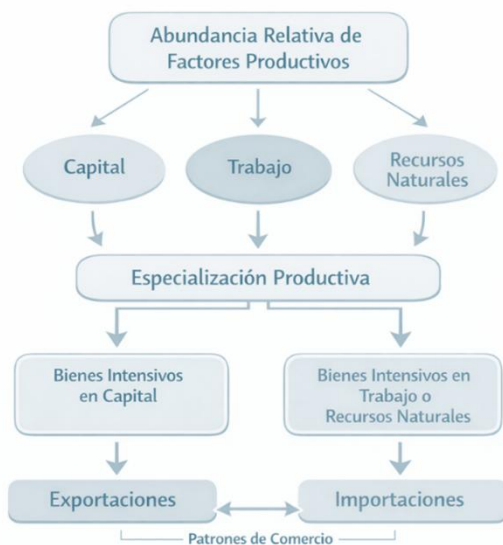 Abundancia Relativa de
Factores Productivos
Capital
Trabajo
Recursos
Naturales
Especialización Productiva
Bienes Intensivos
en Capital
Bienes Intensivos en
Trabajo o
Recursos Naturales
Exportaciones
Importaciones
Patrones de Comercio